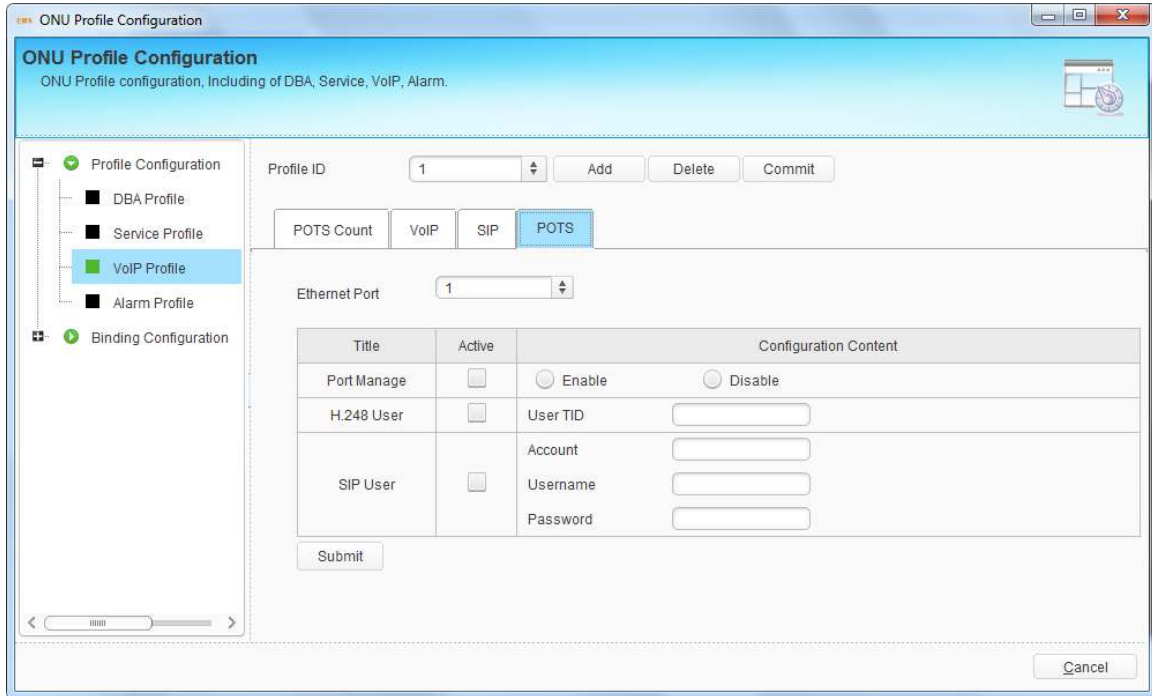 EMS ONU Profile Configuration
ONU Profile Configuration
ONU Profile configuration, Including of DBA, Service, VoIP, Alarm.
Profile Configuration
DBA Profile
Service Profile
VoIP Profile
Alarm Profile
Binding Configuration
Profile ID 1 Add Delete Commit
POTS Count VoIP SIP POTS
Ethernet Port 1
Title Active Configuration Content
Port Manage Enable Disable
H.248 User User TID
SIP User
Account
Username
Password
Submit
Cancel